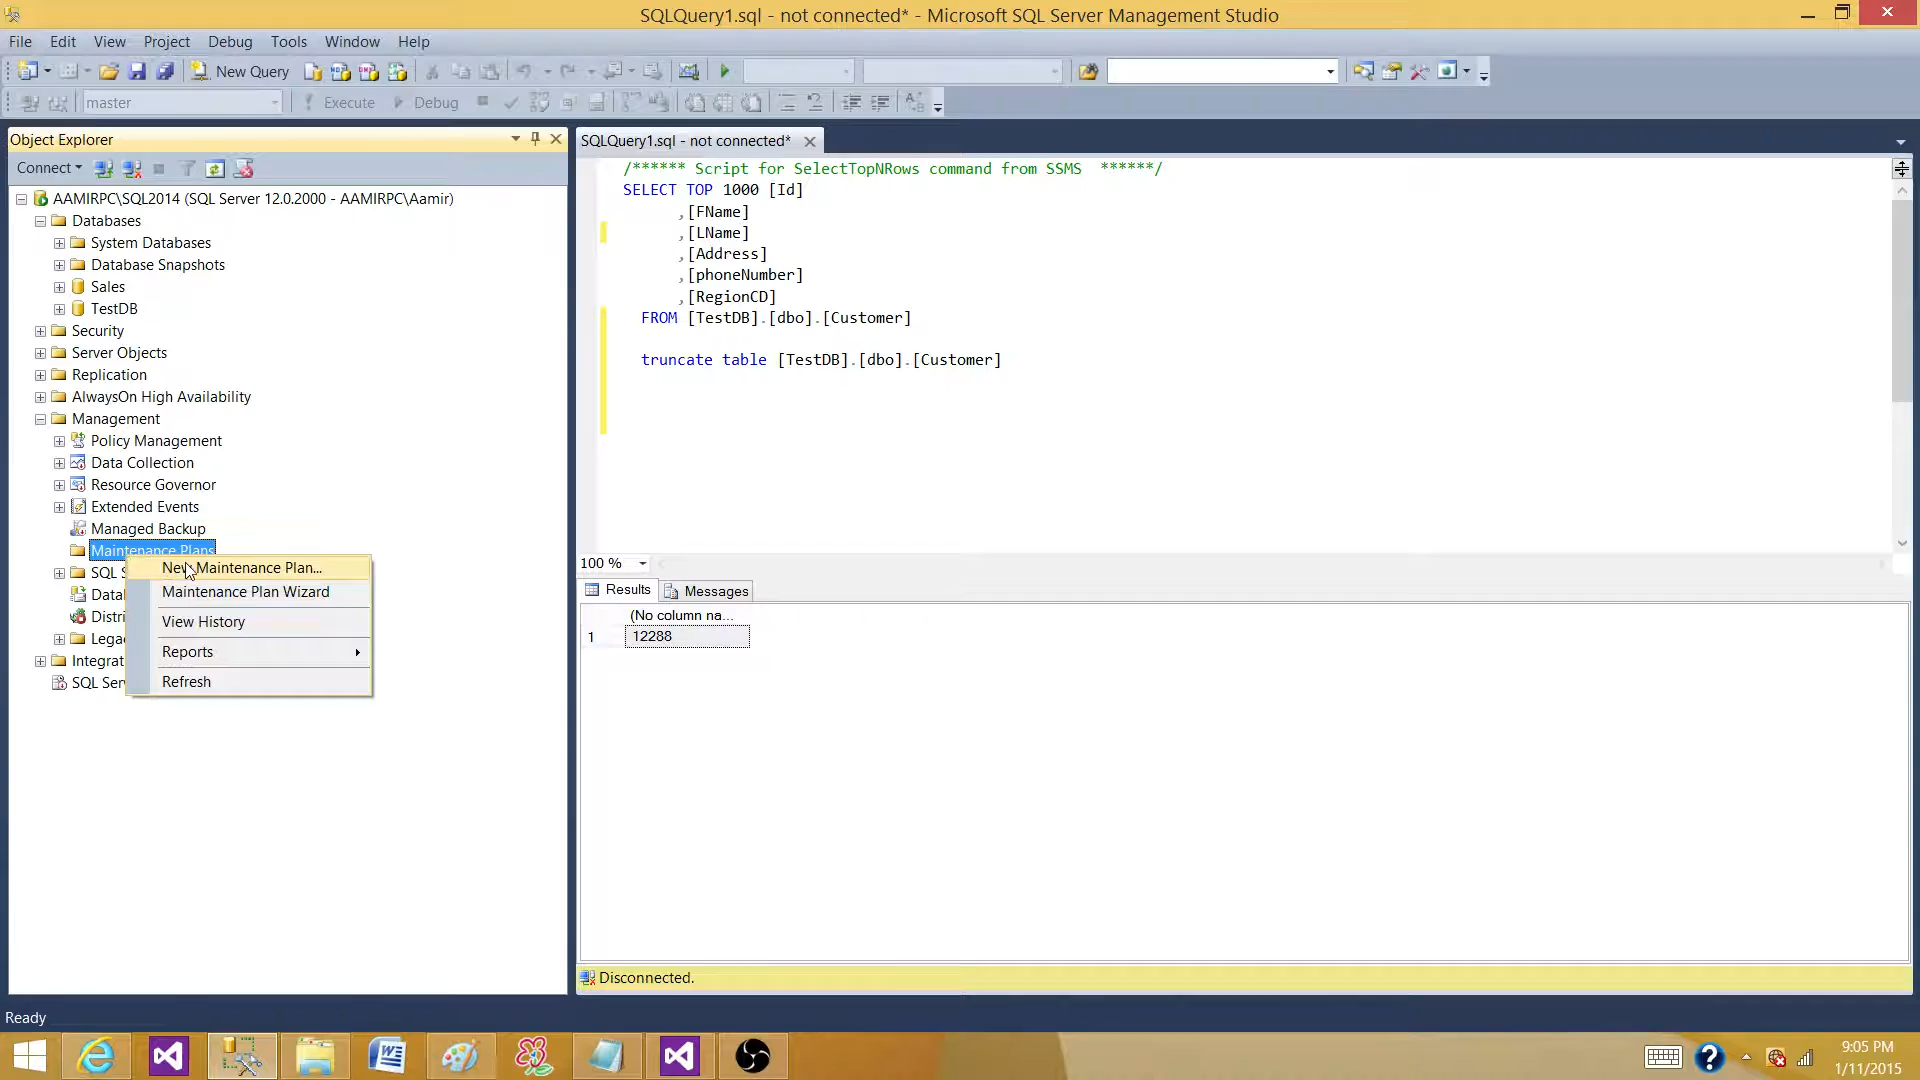 SQLQuery1.sql - not connected* - Microsoft SQL Server Management Studio
File Edit View Project Debug Tools Window Help
New Query
master Execute Debug
Object Explorer
Connect
AAMIRPC\SQL2014 (SQL Server 12.0.2000 - AAMIRPC\Aamir)
Databases
System Databases
Database Snapshots
Sales
TestDB
Security
Server Objects
Replication
AlwaysOn High Availability
Management
Policy Management
Data Collection
Resource Governor
Extended Events
Managed Backup
Maintenance Plans
SQL S
Datal
Distri
Legac
Integrat
SQL Serv
New Maintenance Plan...
Maintenance Plan Wizard
View History
Reports
Refresh
SQLQuery1.sql - not connected*
/****** Script for SelectTopNRows command from SSMS ******/
SELECT TOP 1000 [Id]
,[FName]
,[LName]
,[Address]
,[phoneNumber]
,[RegionCD]
FROM [TestDB].[dbo].[Customer]
truncate table [TestDB].[dbo].[Customer]
100 %
Results Messages
(No column na...
1 12288
Disconnected.
Ready
9:05 PM
1/11/2015